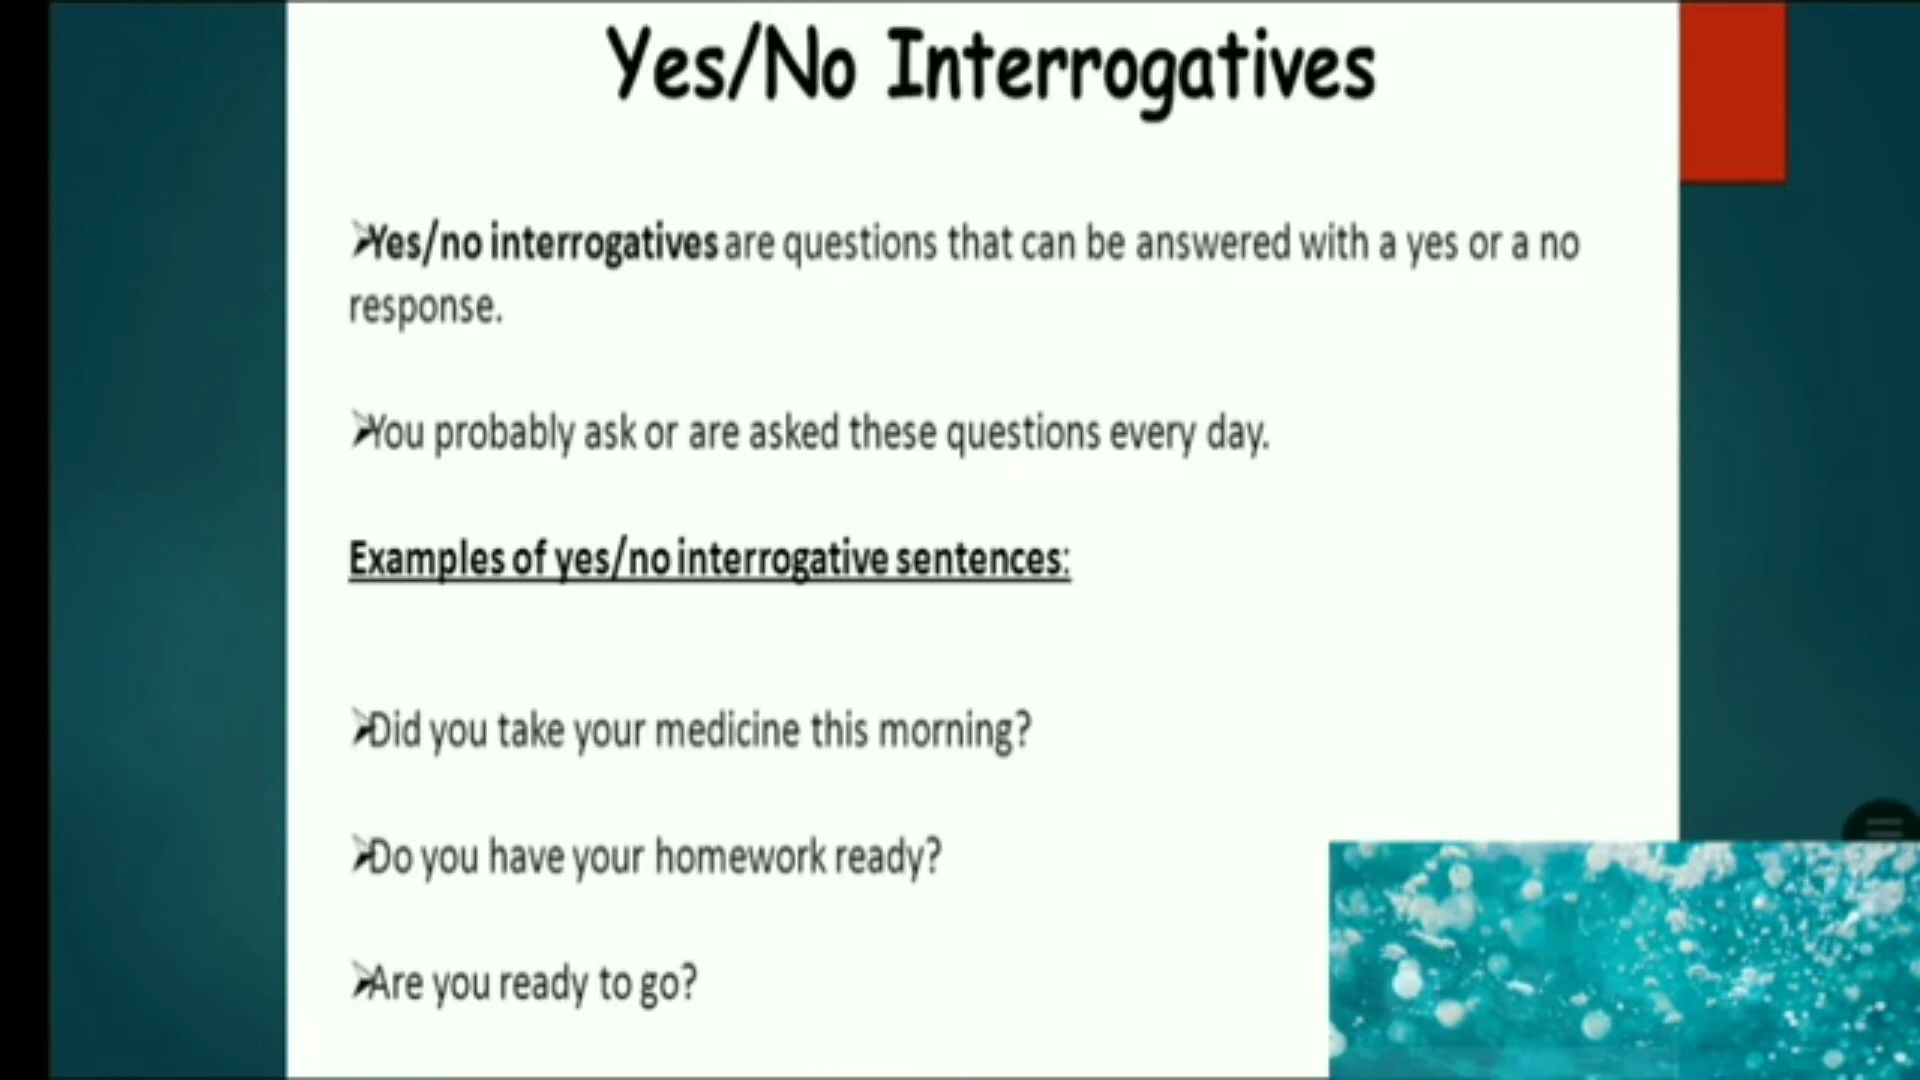 Yes/No Interrogatives
➢Yes/no interrogatives are questions that can be answered with a yes or a no
response.
➢You probably ask or are asked these questions every day.
Examples of yes/no interrogative sentences:
➢Did you take your medicine this morning?
➢Do you have your homework ready?
➢Are you ready to go?